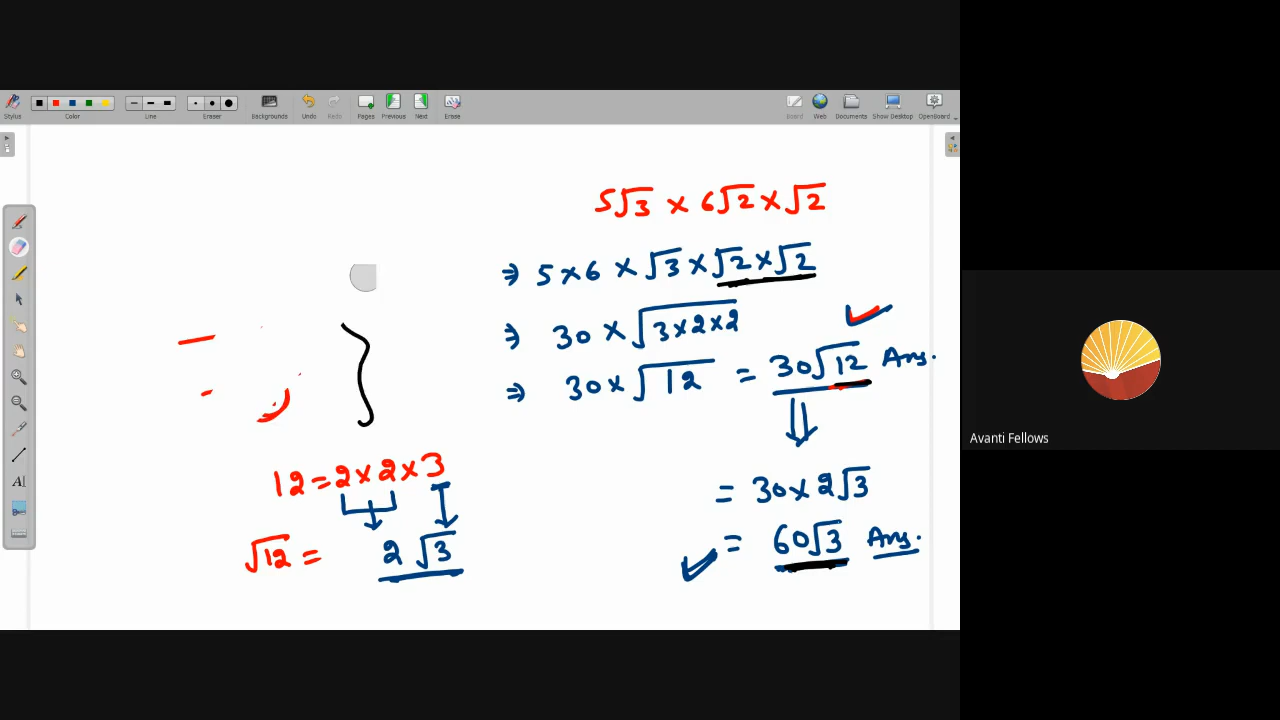 Stylus
Color
Line
Eraser
Backgrounds
Undo
Redo
Pages
Previous
Next
Erase
Board
Web
Documents
Show Desktop
OpenBoard
5√3 × 6√2 × √2
⇒ 5 × 6 × √3 × √2 × √2
⇒ 30 × √3×2×2
⇒ 30 × √12 = 30√12 Ans.
= 30 × 2√3
= 60√3 Ans.
12 = 2 × 2 × 3
√12 = 2 √3
Avanti Fellows